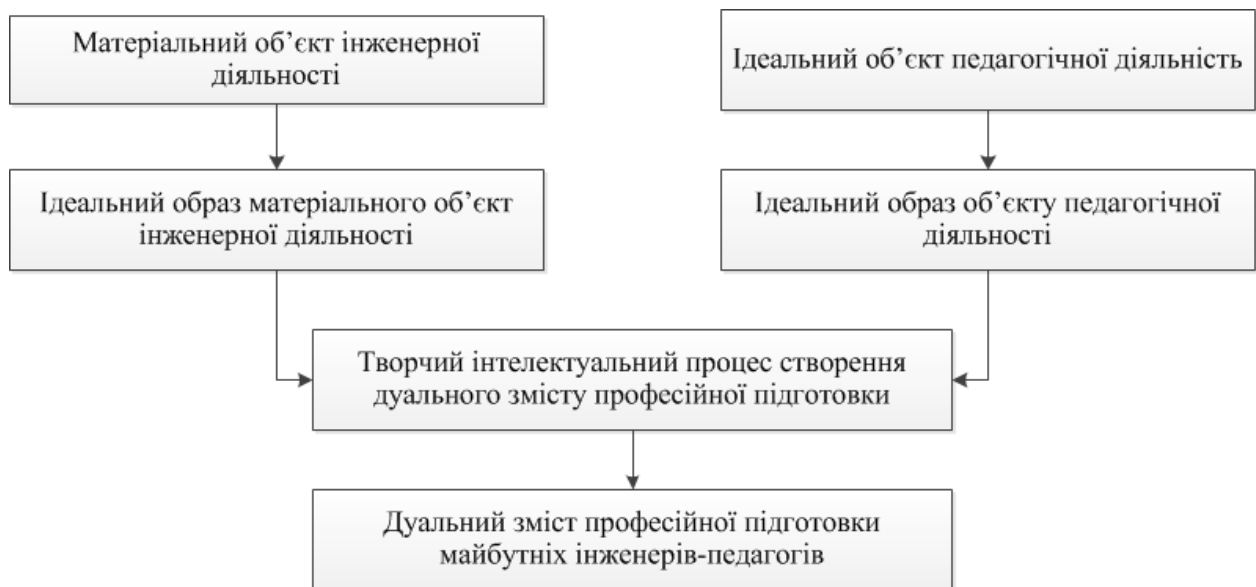 Матеріальний об’єкт інженерної
діяльності
Ідеальний об’єкт педагогічної діяльність
Ідеальний образ матеріального об’єкт
інженерної діяльності
Ідеальний образ об’єкту педагогічної
діяльності
Творчий інтелектуальний процес створення
дуального змісту професійної підготовки
Дуальний зміст професійної підготовки
майбутніх інженерів-педагогів